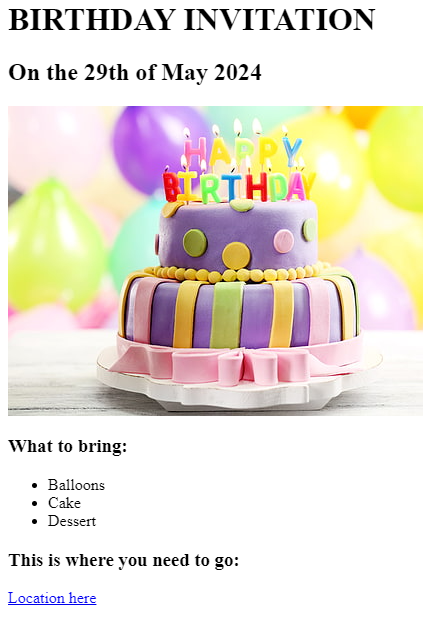 BIRTHDAY INVITATION
On the 29th of May 2024
HAPPY
BIRTHDAY
What to bring:
Balloons
Cake
Dessert
This is where you need to go:
Location here